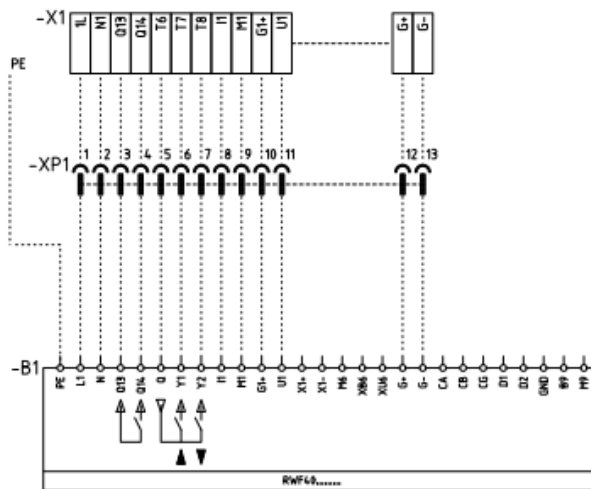 -X1 1L N1 Q13 Q14 T6 T7 T8 I1 M1 G1+ U1 G+ G-
PE
-XP1 1 2 3 4 5 6 7 8 9 10 11 12 13
-B1
PE L1 N Q13 Q14 Q Y1 Y2 I1 M1 G1+ U1 X1+ X1- M6 XB6 XU6 G+ G- CA CB CG D1 D2 GND B9 M9
RWF40......